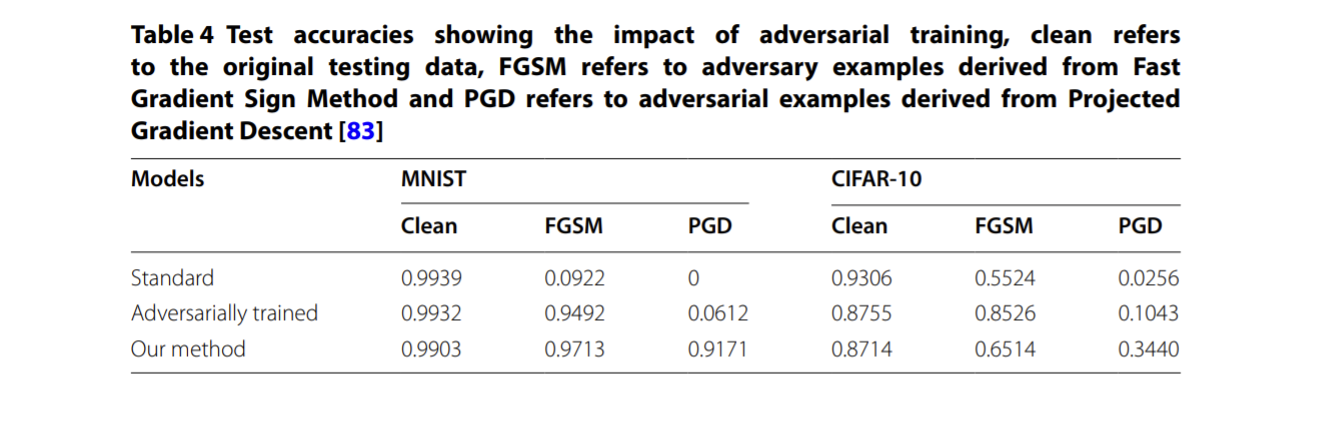 Table 4 Test accuracies showing the impact of adversarial training, clean refers
to the original testing data, FGSM refers to adversary examples derived from Fast
Gradient Sign Method and PGD refers to adversarial examples derived from Projected
Gradient Descent [83]
Models MNIST CIFAR-10
Clean FGSM PGD Clean FGSM PGD
Standard 0.9939 0.0922 0 0.9306 0.5524 0.0256
Adversarially trained 0.9932 0.9492 0.0612 0.8755 0.8526 0.1043
Our method 0.9903 0.9713 0.9171 0.8714 0.6514 0.3440